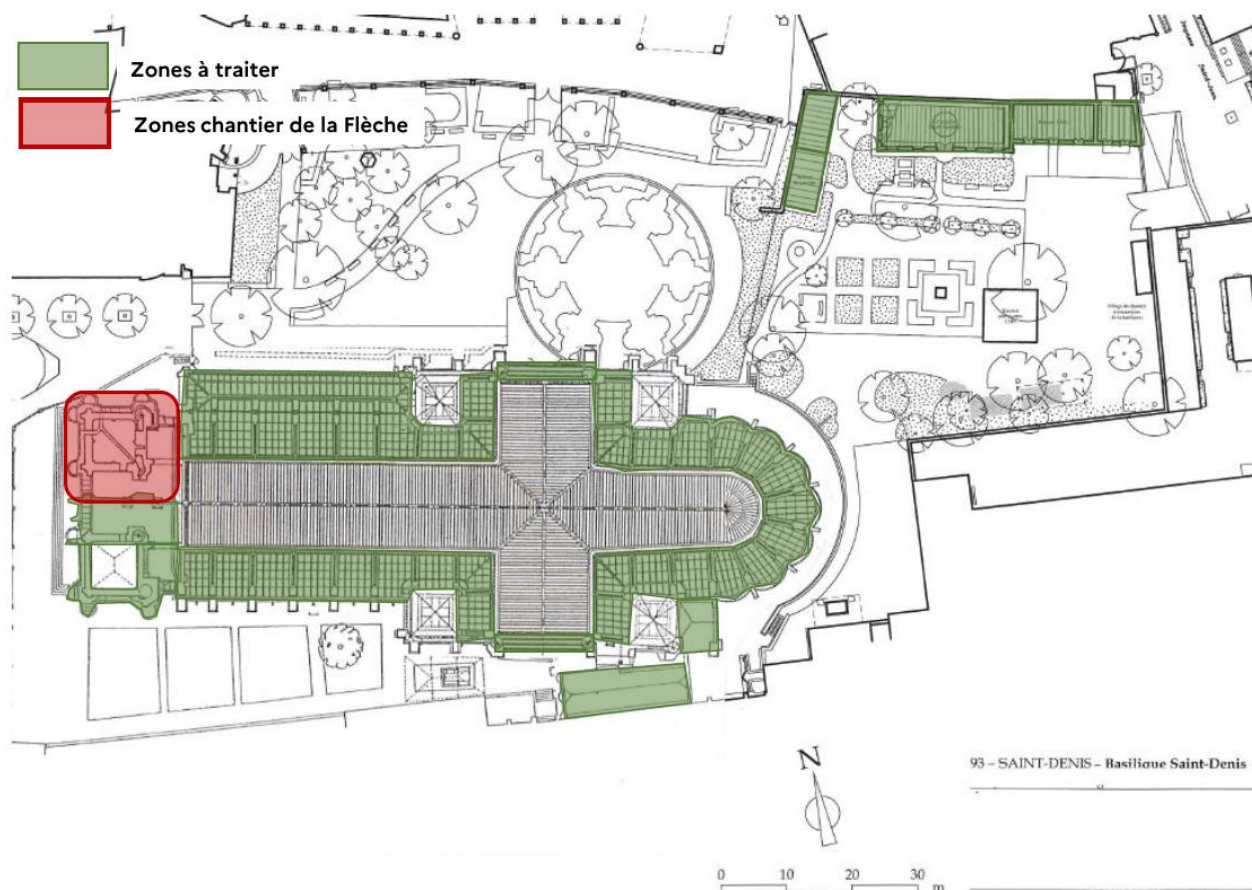 Zones à traiter
Zones chantier de la Flèche
N
93 – SAINT-DENIS – Basilique Saint-Denis
0 10 20 30
m